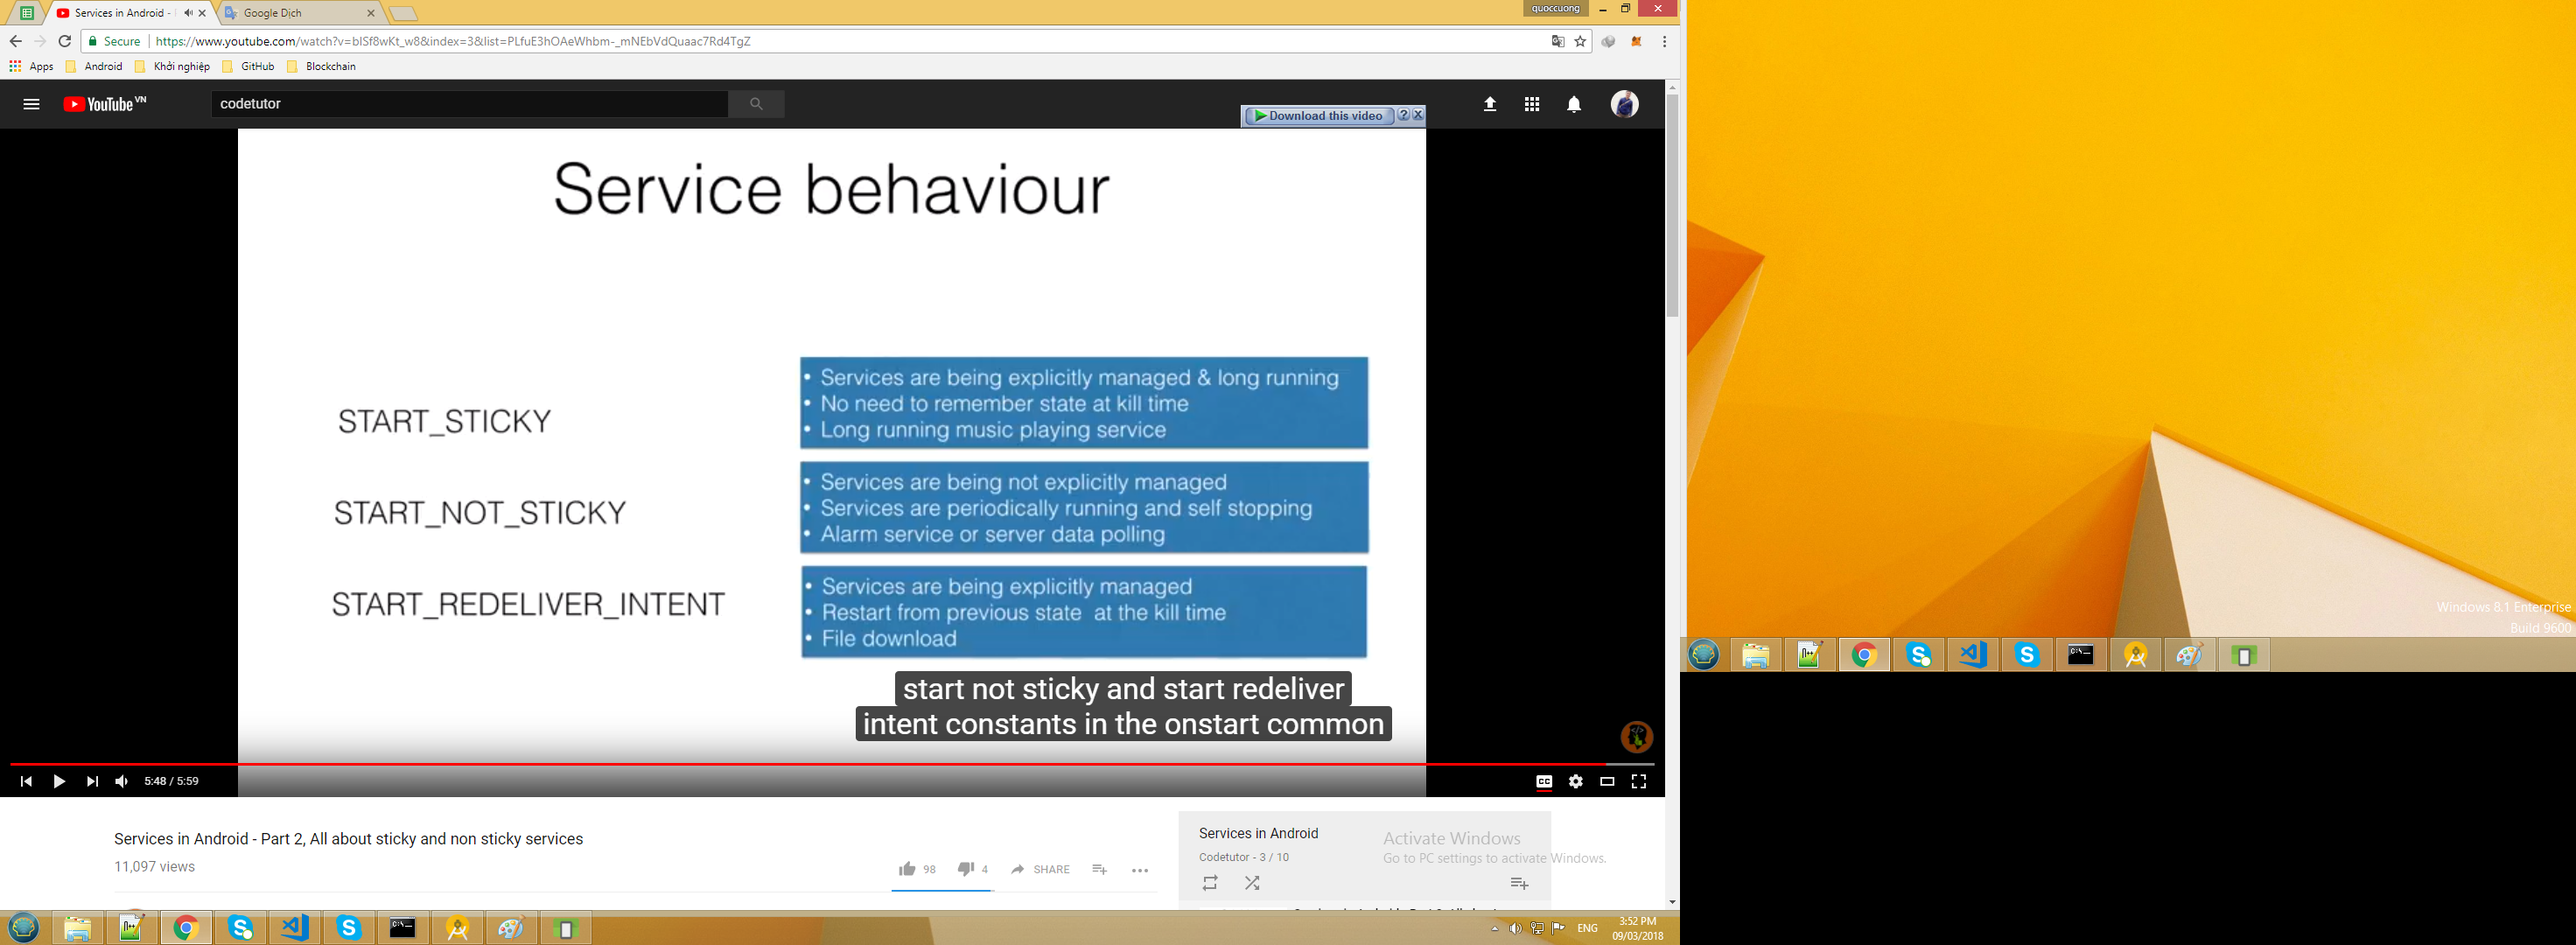 Services in Android -
Google Dịch
quoccuong
Secure
https://www.youtube.com/watch?v=bISf8wKt_w8&index=3&list=PLfuE3hOAeWhbm-_mNEbVdQuaac7Rd4TgZ
Apps
Android
Khởi nghiệp
GitHub
Blockchain
YouTube VN
codetutor
Download this video
Service behaviour
START_STICKY
• Services are being explicitly managed & long running
• No need to remember state at kill time
• Long running music playing service
START_NOT_STICKY
• Services are being not explicitly managed
• Services are periodically running and self stopping
• Alarm service or server data polling
START_REDELIVER_INTENT
• Services are being explicitly managed
• Restart from previous state at the kill time
• File download
start not sticky and start redeliver
intent constants in the onstart common
5:48 / 5:59
CC
Services in Android - Part 2, All about sticky and non sticky services
11,097 views
98
4
SHARE
Services in Android
Codetutor - 3 / 10
Activate Windows
Go to PC settings to activate Windows.
ENG
3:52 PM
09/03/2018
Windows 8.1 Enterprise
Build 9600